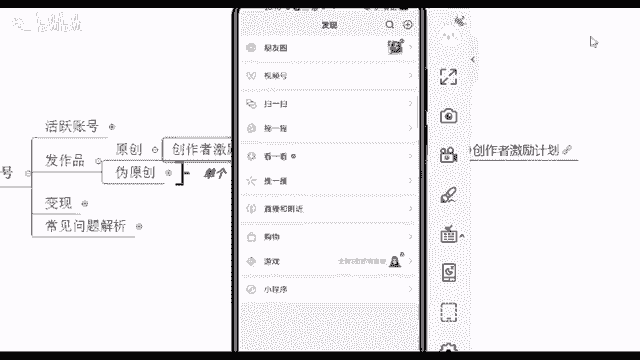 发现
朋友圈
视频号
扫一扫
看一看
搜一搜
直播和附近
购物
游戏
小程序
号
活跃账号
发作品
原创
创作者激励
伪原创
单个
变现
常见问题解析
创作者激励计划